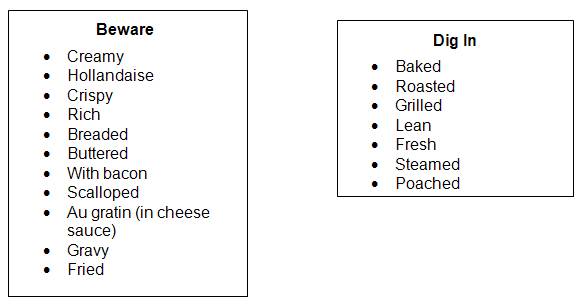 Beware
• Creamy
• Hollandaise
• Crispy
• Rich
• Breaded
• Buttered
• With bacon
• Scalloped
• Au gratin (in cheese
sauce)
• Gravy
• Fried
Dig In
• Baked
• Roasted
• Grilled
• Lean
• Fresh
• Steamed
• Poached